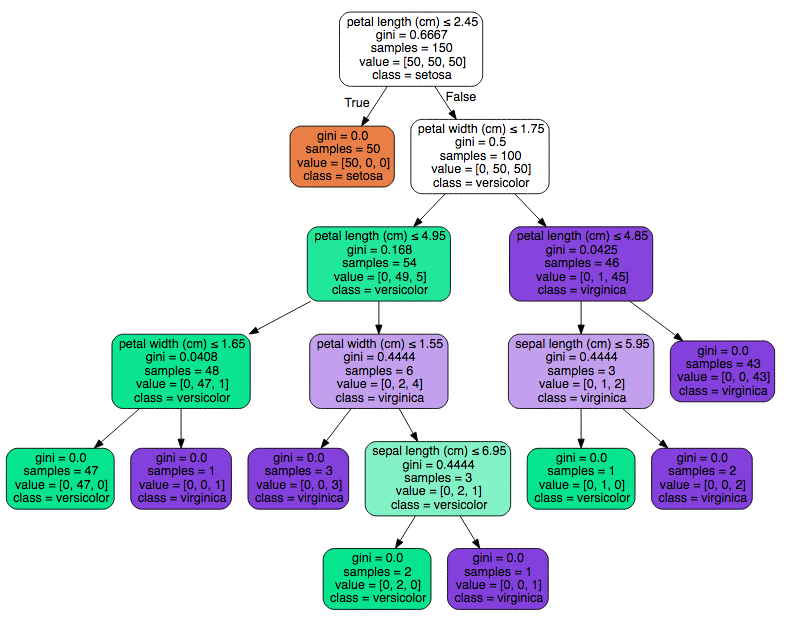 petal length (cm) ≤ 2.45
gini = 0.6667
samples = 150
value = [50, 50, 50]
class = setosa
True
False
gini = 0.0
samples = 50
value = [50, 0, 0]
class = setosa
petal width (cm) ≤ 1.75
gini = 0.5
samples = 100
value = [0, 50, 50]
class = versicolor
petal length (cm) ≤ 4.95
gini = 0.168
samples = 54
value = [0, 49, 5]
class = versicolor
petal length (cm) ≤ 4.85
gini = 0.0425
samples = 46
value = [0, 1, 45]
class = virginica
petal width (cm) ≤ 1.65
gini = 0.0408
samples = 48
value = [0, 47, 1]
class = versicolor
petal width (cm) ≤ 1.55
gini = 0.4444
samples = 6
value = [0, 2, 4]
class = virginica
sepal length (cm) ≤ 5.95
gini = 0.4444
samples = 3
value = [0, 1, 2]
class = virginica
gini = 0.0
samples = 43
value = [0, 0, 43]
class = virginica
gini = 0.0
samples = 47
value = [0, 47, 0]
class = versicolor
gini = 0.0
samples = 1
value = [0, 0, 1]
class = virginica
gini = 0.0
samples = 3
value = [0, 0, 3]
class = virginica
sepal length (cm) ≤ 6.95
gini = 0.4444
samples = 3
value = [0, 2, 1]
class = versicolor
gini = 0.0
samples = 1
value = [0, 1, 0]
class = versicolor
gini = 0.0
samples = 2
value = [0, 0, 2]
class = virginica
gini = 0.0
samples = 2
value = [0, 2, 0]
class = versicolor
gini = 0.0
samples = 1
value = [0, 0, 1]
class = virginica